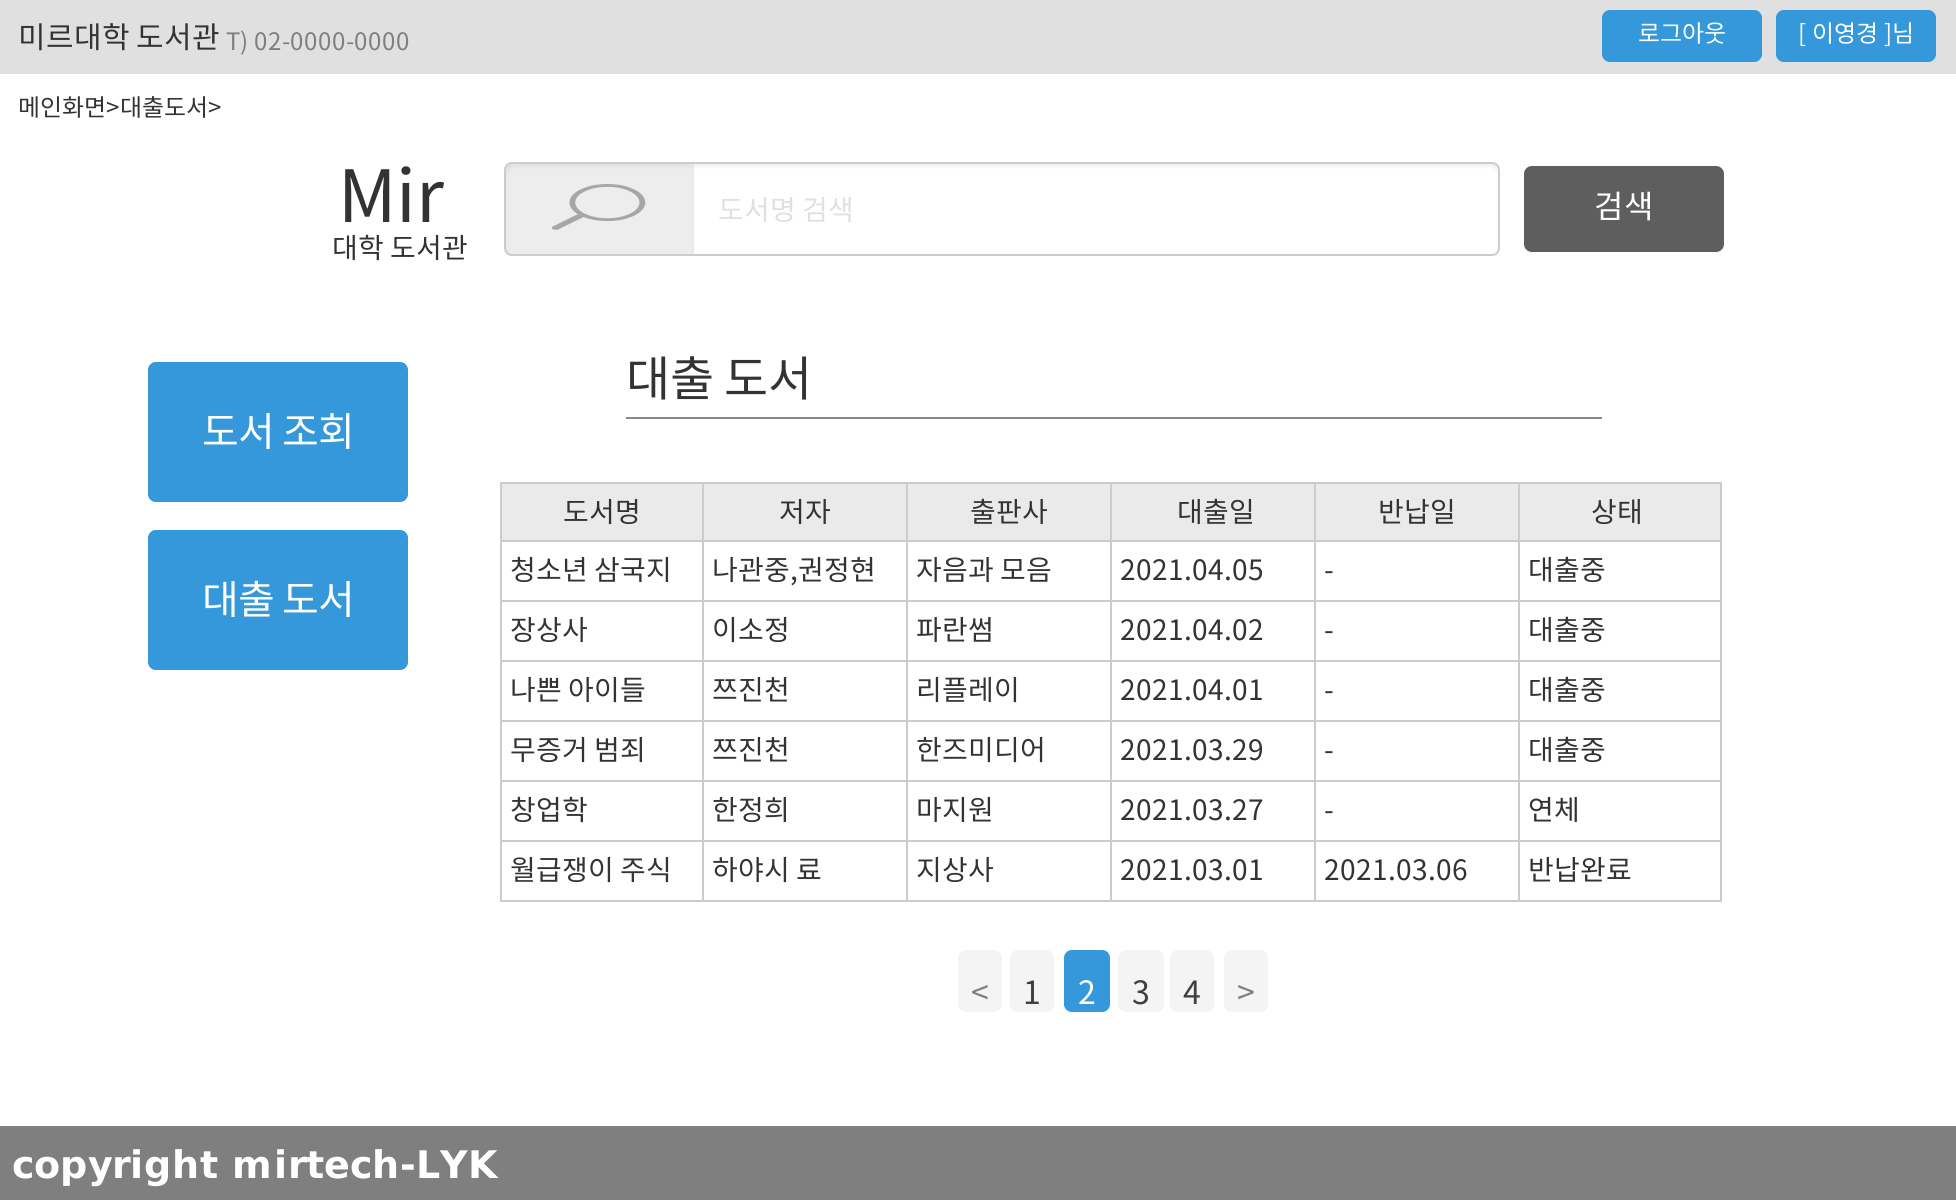 미르대학 도서관 T) 02-0000-0000 로그아웃 [ 이영경 ]님
메인화면>대출도서>
Mir
대학 도서관
도서명 검색
검색
도서 조회
대출 도서
대출 도서
도서명 저자 출판사 대출일 반납일 상태
청소년 삼국지 나관중,권정현 자음과 모음 2021.04.05 - 대출중
장상사 이소정 파란썸 2021.04.02 - 대출중
나쁜 아이들 쯔진천 리플레이 2021.04.01 - 대출중
무증거 범죄 쯔진천 한즈미디어 2021.03.29 - 대출중
창업학 한정희 마지원 2021.03.27 - 연체
월급쟁이 주식 하야시 료 지상사 2021.03.01 2021.03.06 반납완료
< 1 2 3 4 >
copyright mirtech-LYK